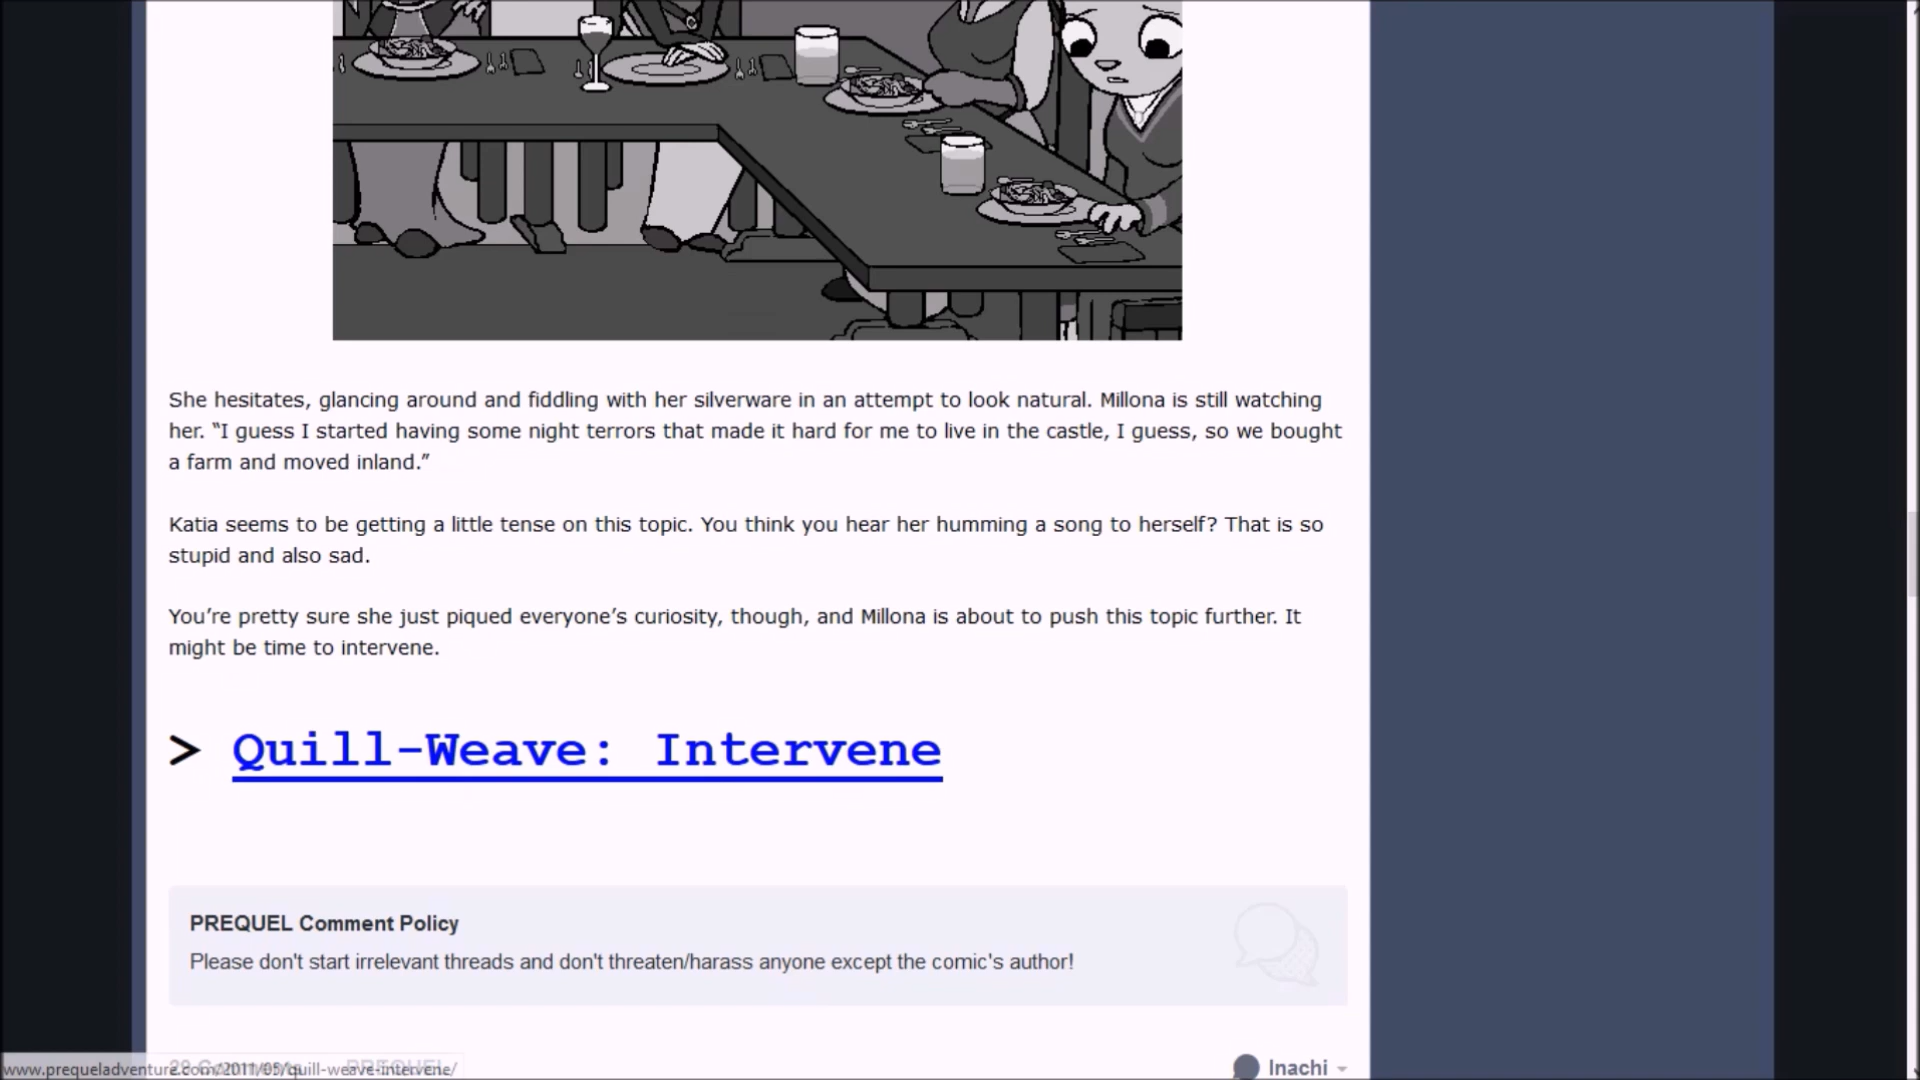 She hesitates, glancing around and fiddling with her silverware in an attempt to look natural. Millona is still watching
her. “I guess I started having some night terrors that made it hard for me to live in the castle, I guess, so we bought
a farm and moved inland.”
Katia seems to be getting a little tense on this topic. You think you hear her humming a song to herself? That is so
stupid and also sad.
You’re pretty sure she just piqued everyone’s curiosity, though, and Millona is about to push this topic further. It
might be time to intervene.
> Quill-Weave: Intervene
PREQUEL Comment Policy
Please don't start irrelevant threads and don't threaten/harass anyone except the comic's author!
www.prequeladventure.com/2011/05/quill-weave-intervene/
Inachi